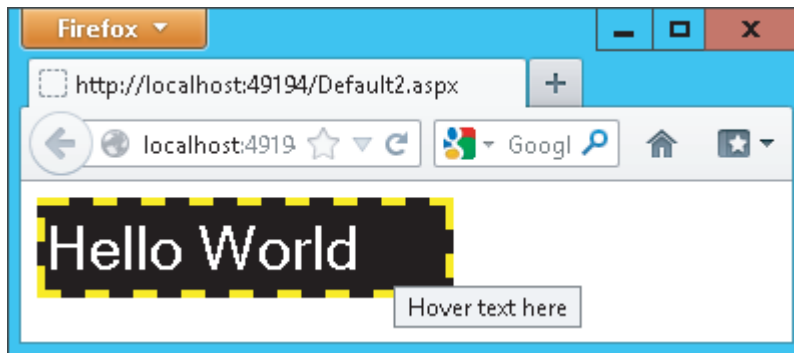 Firefox
http://localhost:49194/Default2.aspx
localhost:4919 Googl
Hello World
Hover text here